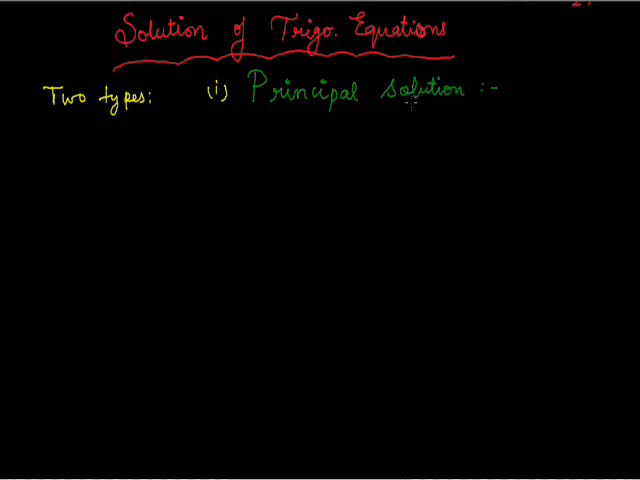 Solution of Trigo. Equations
Two types: (i) Principal solution :-